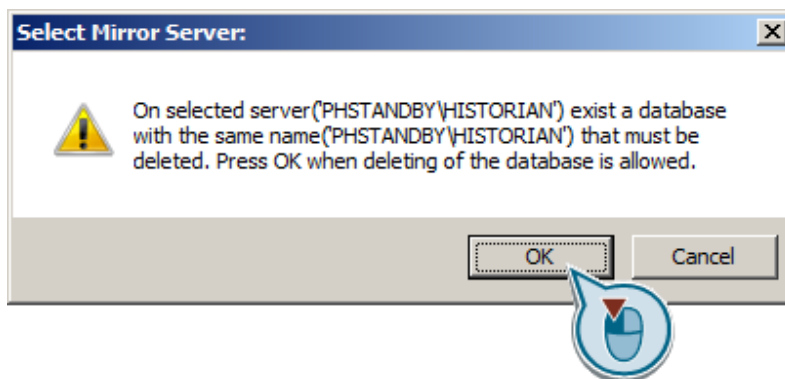 Select Mirror Server:
On selected server('PHSTANDBY\HISTORIAN') exist a database
with the same name('PHSTANDBY\HISTORIAN') that must be
deleted. Press OK when deleting of the database is allowed.
OK
Cancel